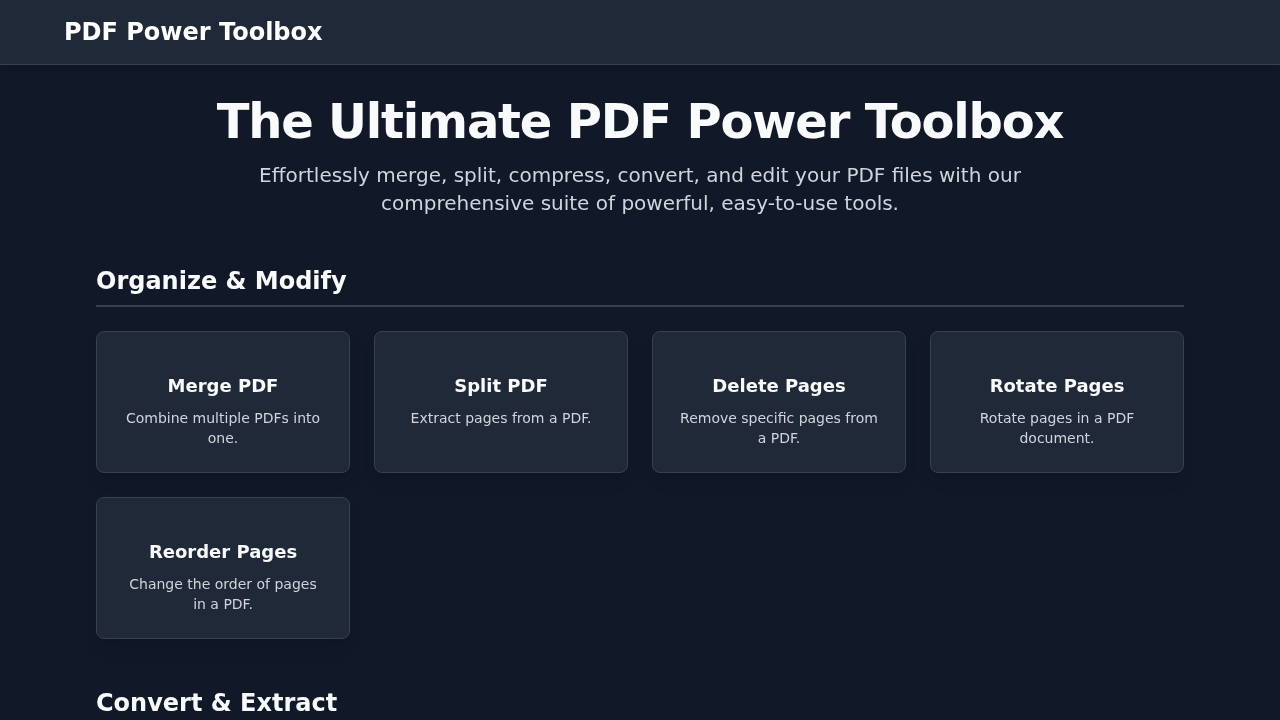 PDF Power Toolbox
The Ultimate PDF Power Toolbox
Effortlessly merge, split, compress, convert, and edit your PDF files with our
comprehensive suite of powerful, easy-to-use tools.
Organize & Modify
Merge PDF
Combine multiple PDFs into
one.
Split PDF
Extract pages from a PDF.
Delete Pages
Remove specific pages from
a PDF.
Rotate Pages
Rotate pages in a PDF
document.
Reorder Pages
Change the order of pages
in a PDF.
Convert & Extract